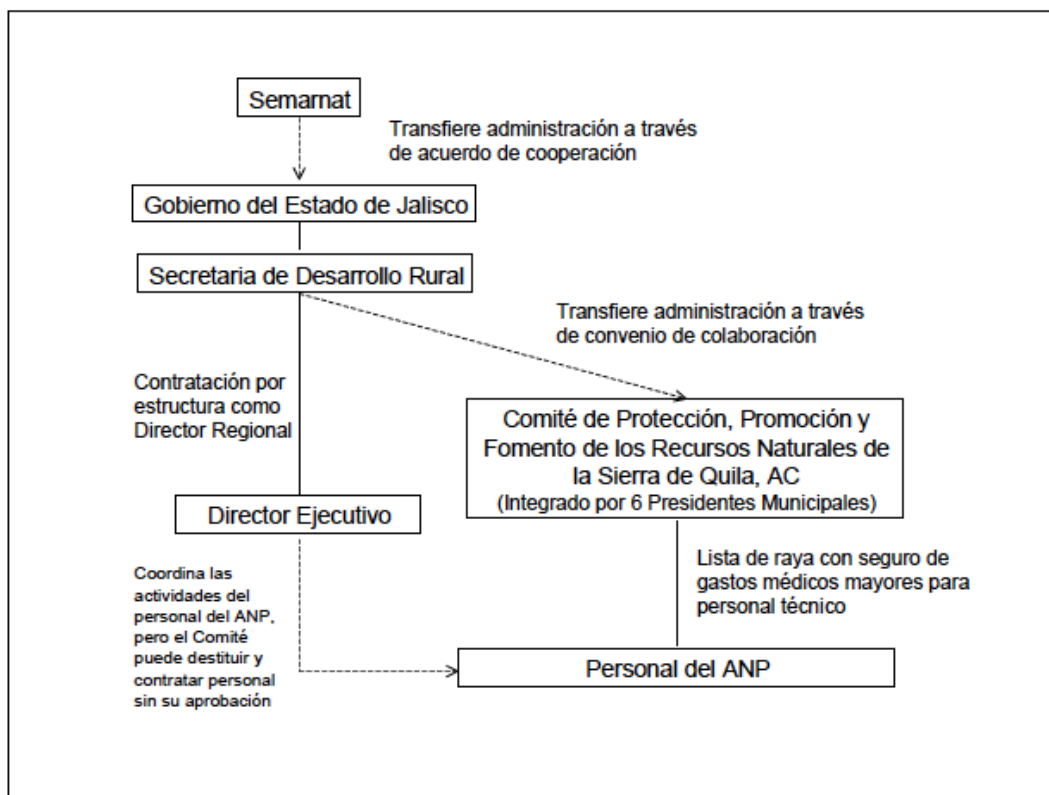 Semarnat
Transfiere administración a través
de acuerdo de cooperación
Gobierno del Estado de Jalisco
Secretaria de Desarrollo Rural
Transfiere administración a través
de convenio de colaboración
Contratación por
estructura como
Director Regional
Comité de Protección, Promoción y
Fomento de los Recursos Naturales de
la Sierra de Quila, AC
(Integrado por 6 Presidentes Municipales)
Director Ejecutivo
Lista de raya con seguro de
gastos médicos mayores para
personal técnico
Coordina las
actividades del
personal del ANP,
pero el Comité
puede destituir y
contratar personal
sin su aprobación
Personal del ANP